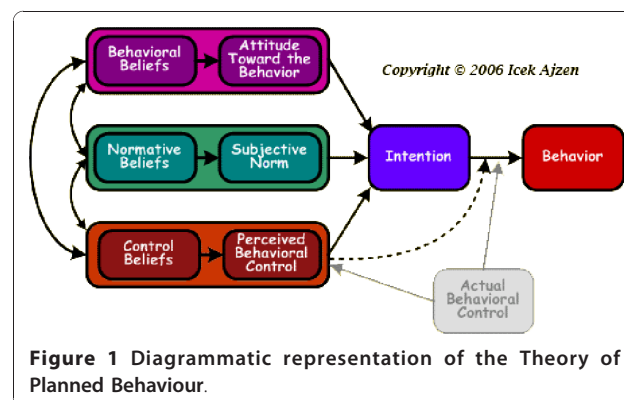 Behavioral
Beliefs
Attitude
Toward the
Behavior
Copyright © 2006 Icek Ajzen
Normative
Beliefs
Subjective
Norm
Intention
Behavior
Control
Beliefs
Perceived
Behavioral
Control
Actual
Behavioral
Control
Figure 1 Diagrammatic representation of the Theory of
Planned Behaviour.